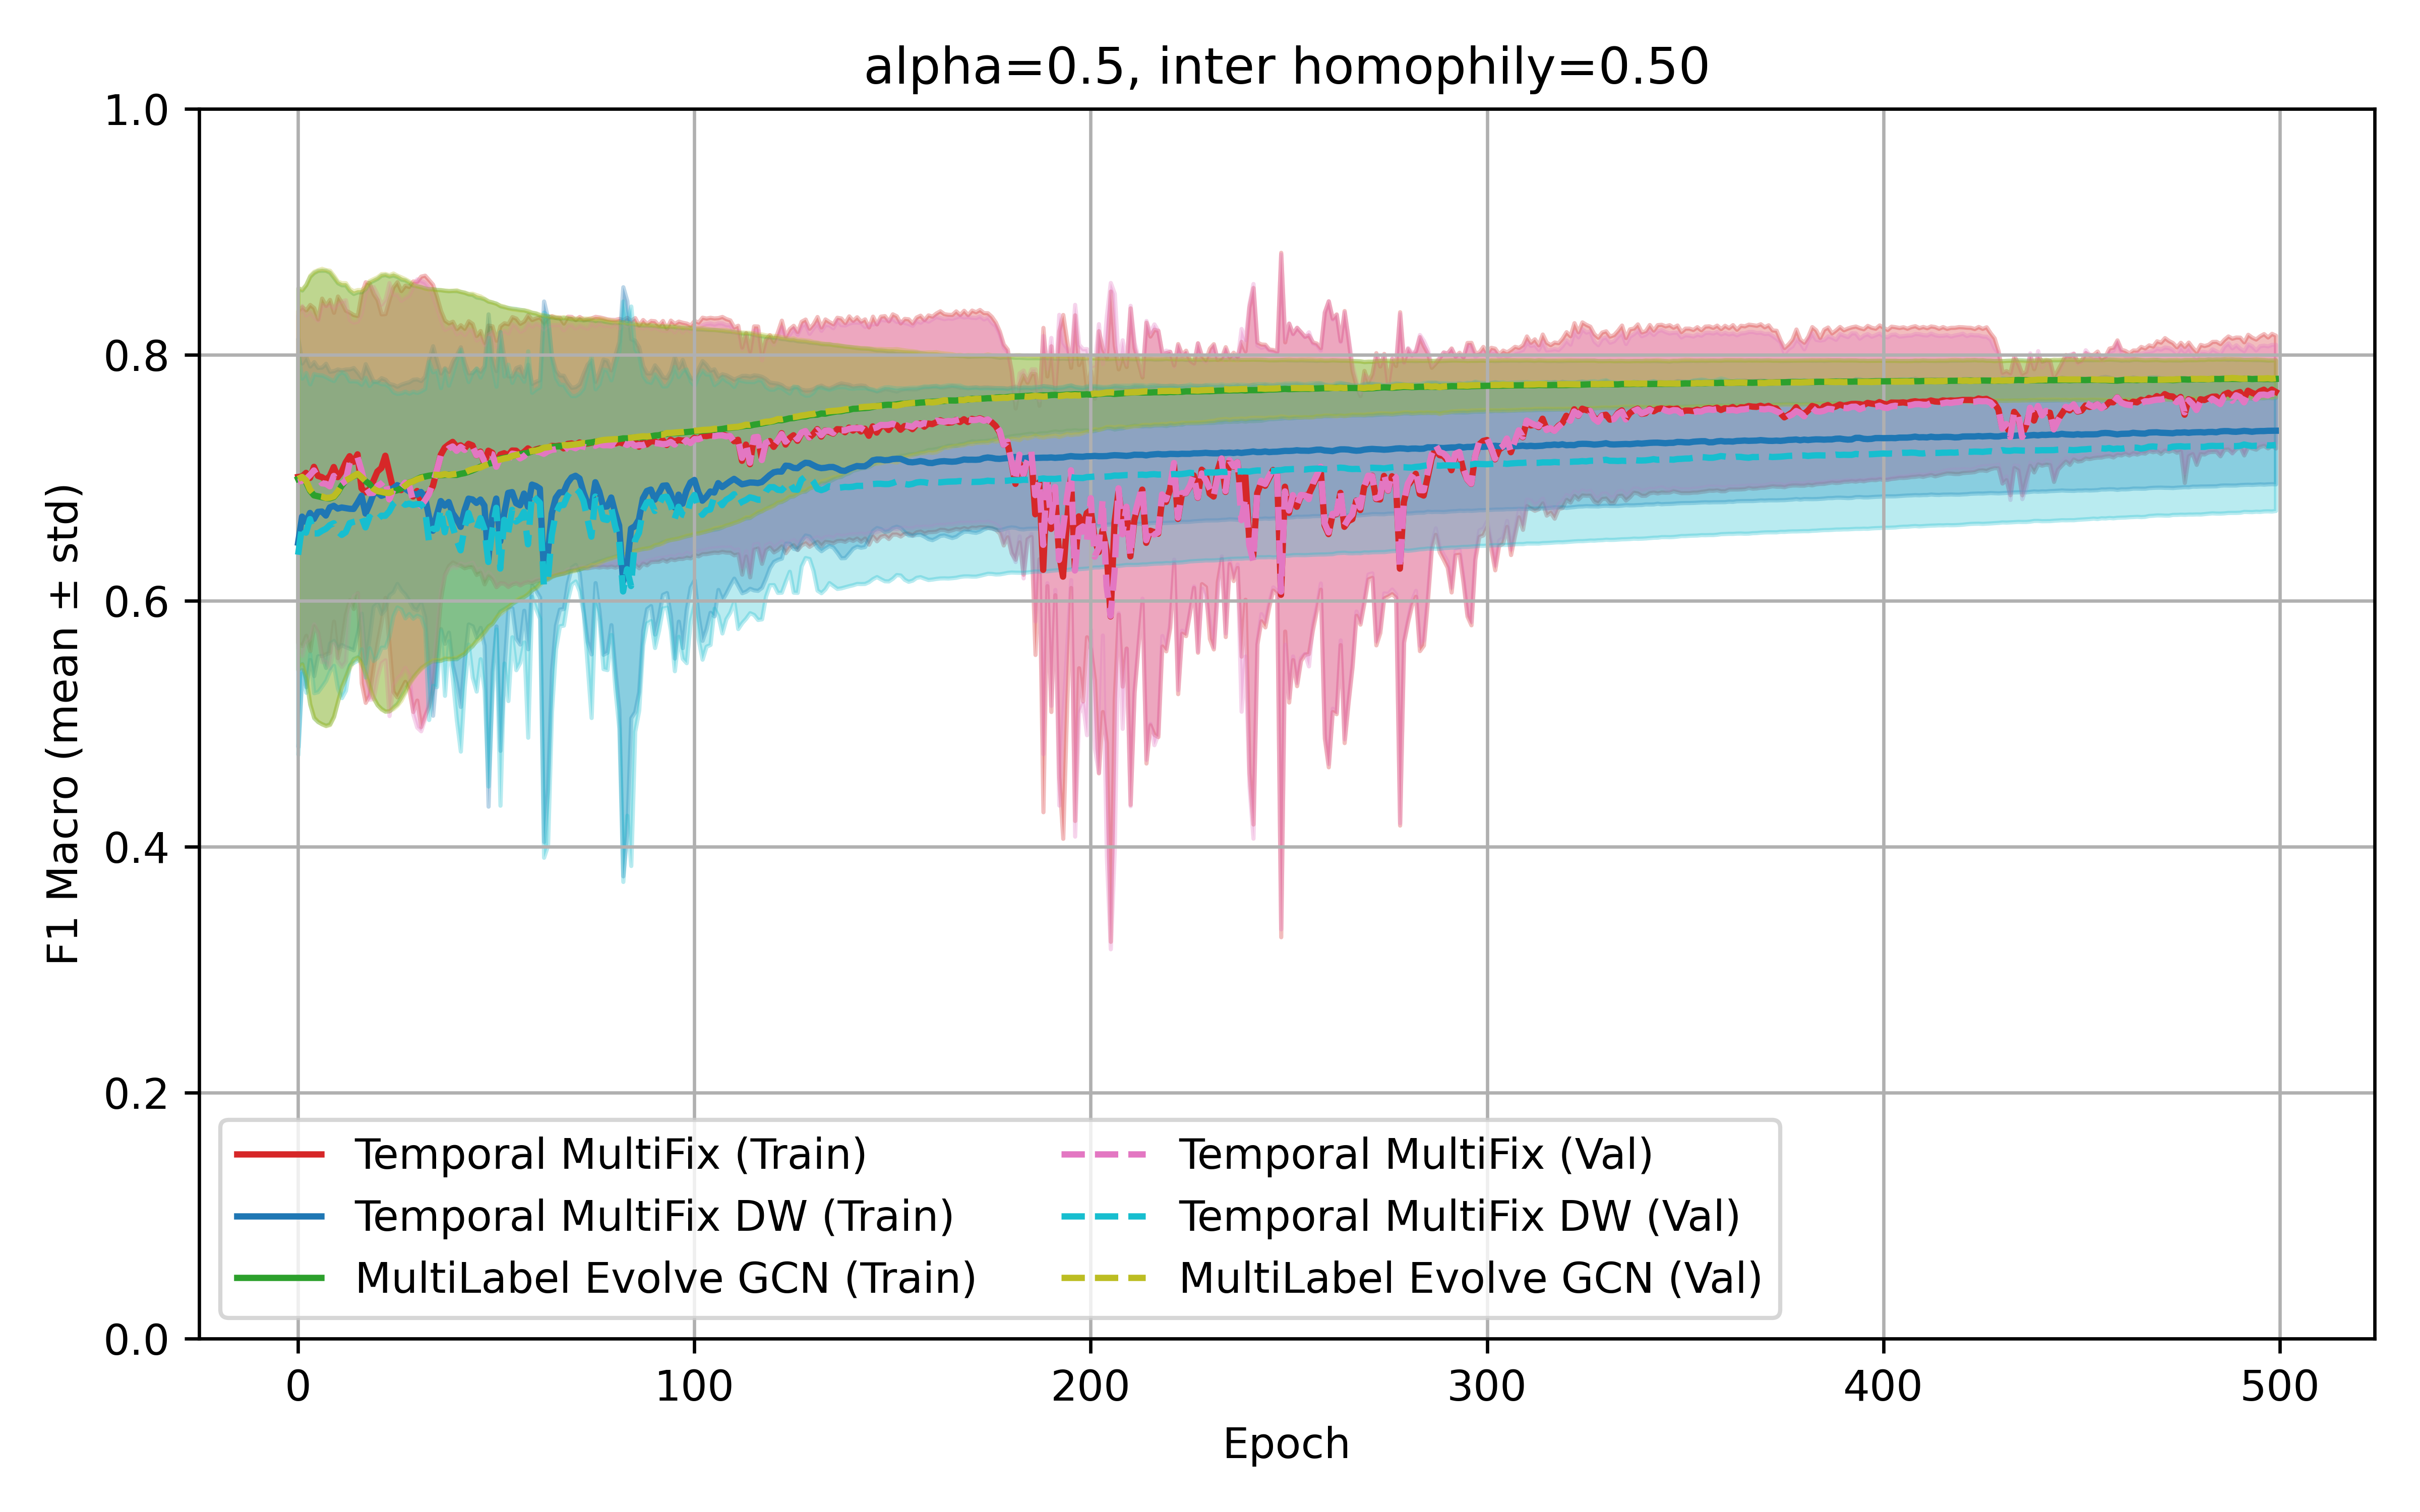 alpha=0.5, inter homophily=0.50
1.0
0.8
0.6
0.4
0.2
0.0
F1 Macro (mean ± std)
Temporal MultiFix (Train)
Temporal MultiFix DW (Train)
MultiLabel Evolve GCN (Train)
Temporal MultiFix (Val)
Temporal MultiFix DW (Val)
MultiLabel Evolve GCN (Val)
0 100 200 300 400 500
Epoch